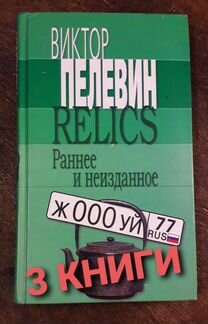 ВИКТОР
ПЕЛЕВИН
RELICS
Раннее
и неизданное
Ж 000 УЙ 77
RUS
3 КНИГИ